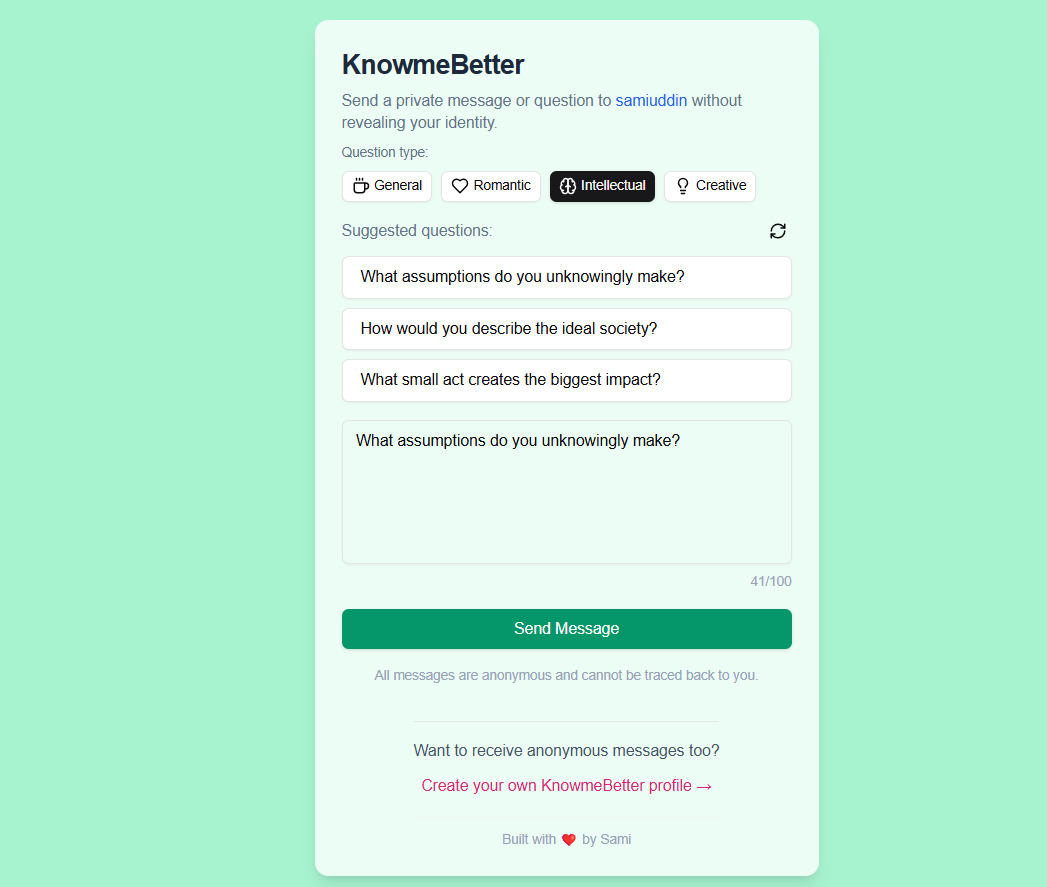 KnowmeBetter
Send a private message or question to samiuddin without
revealing your identity.
Question type:
General Romantic Intellectual Creative
Suggested questions:
What assumptions do you unknowingly make?
How would you describe the ideal society?
What small act creates the biggest impact?
What assumptions do you unknowingly make?
41/100
Send Message
All messages are anonymous and cannot be traced back to you.
Want to receive anonymous messages too?
Create your own KnowmeBetter profile →
Built with ❤️ by Sami